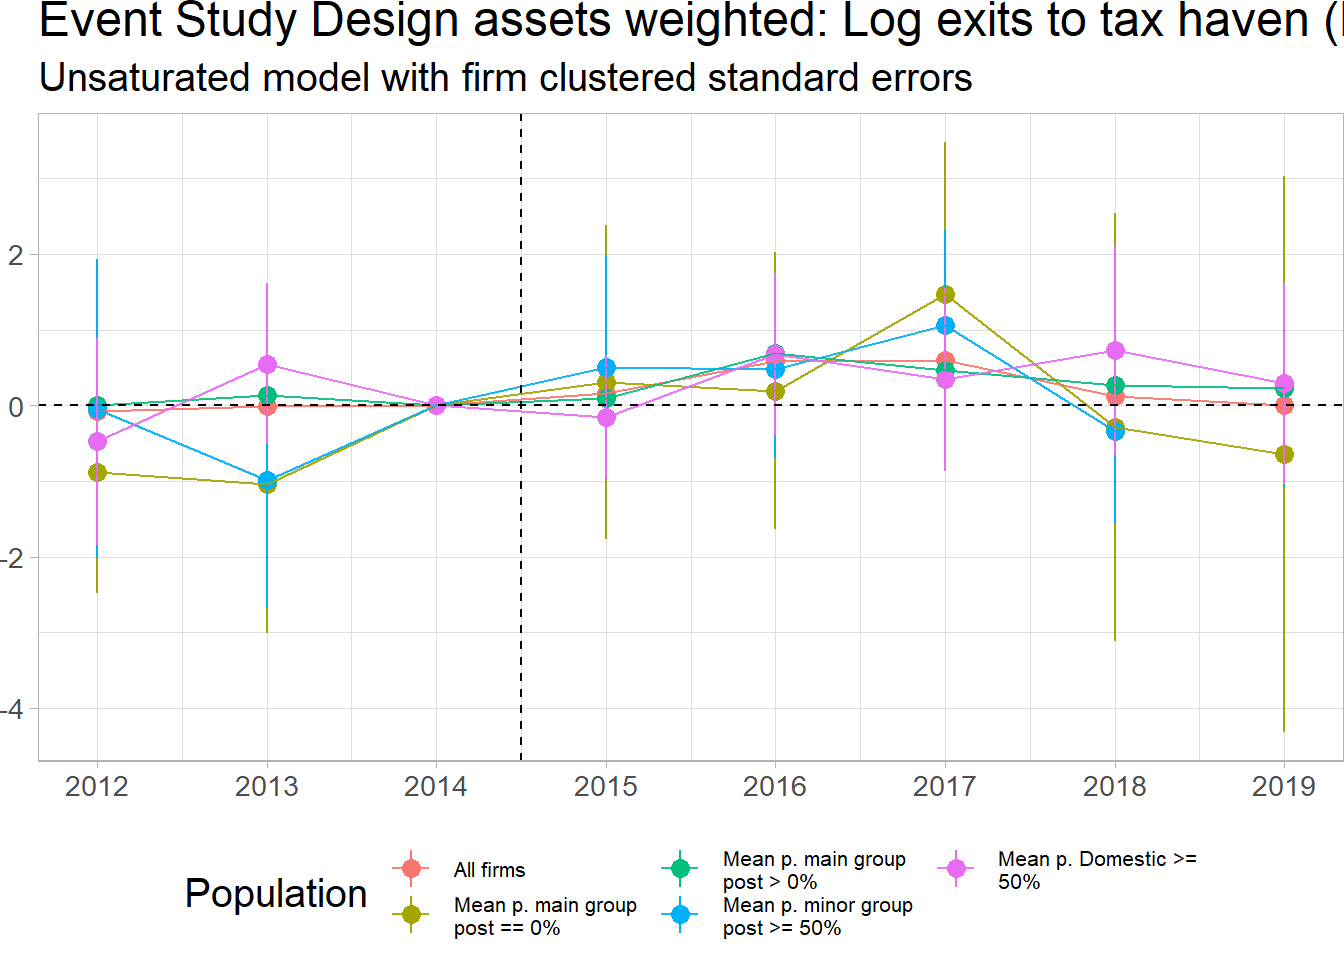 Event Study Design assets weighted: Log exits to tax haven (
Unsaturated model with firm clustered standard errors
2
0
-2
-4
2012 2013 2014 2015 2016 2017 2018 2019
Population
All firms
Mean p. main group
post == 0%
Mean p. main group
post > 0%
Mean p. minor group
post >= 50%
Mean p. Domestic >=
50%